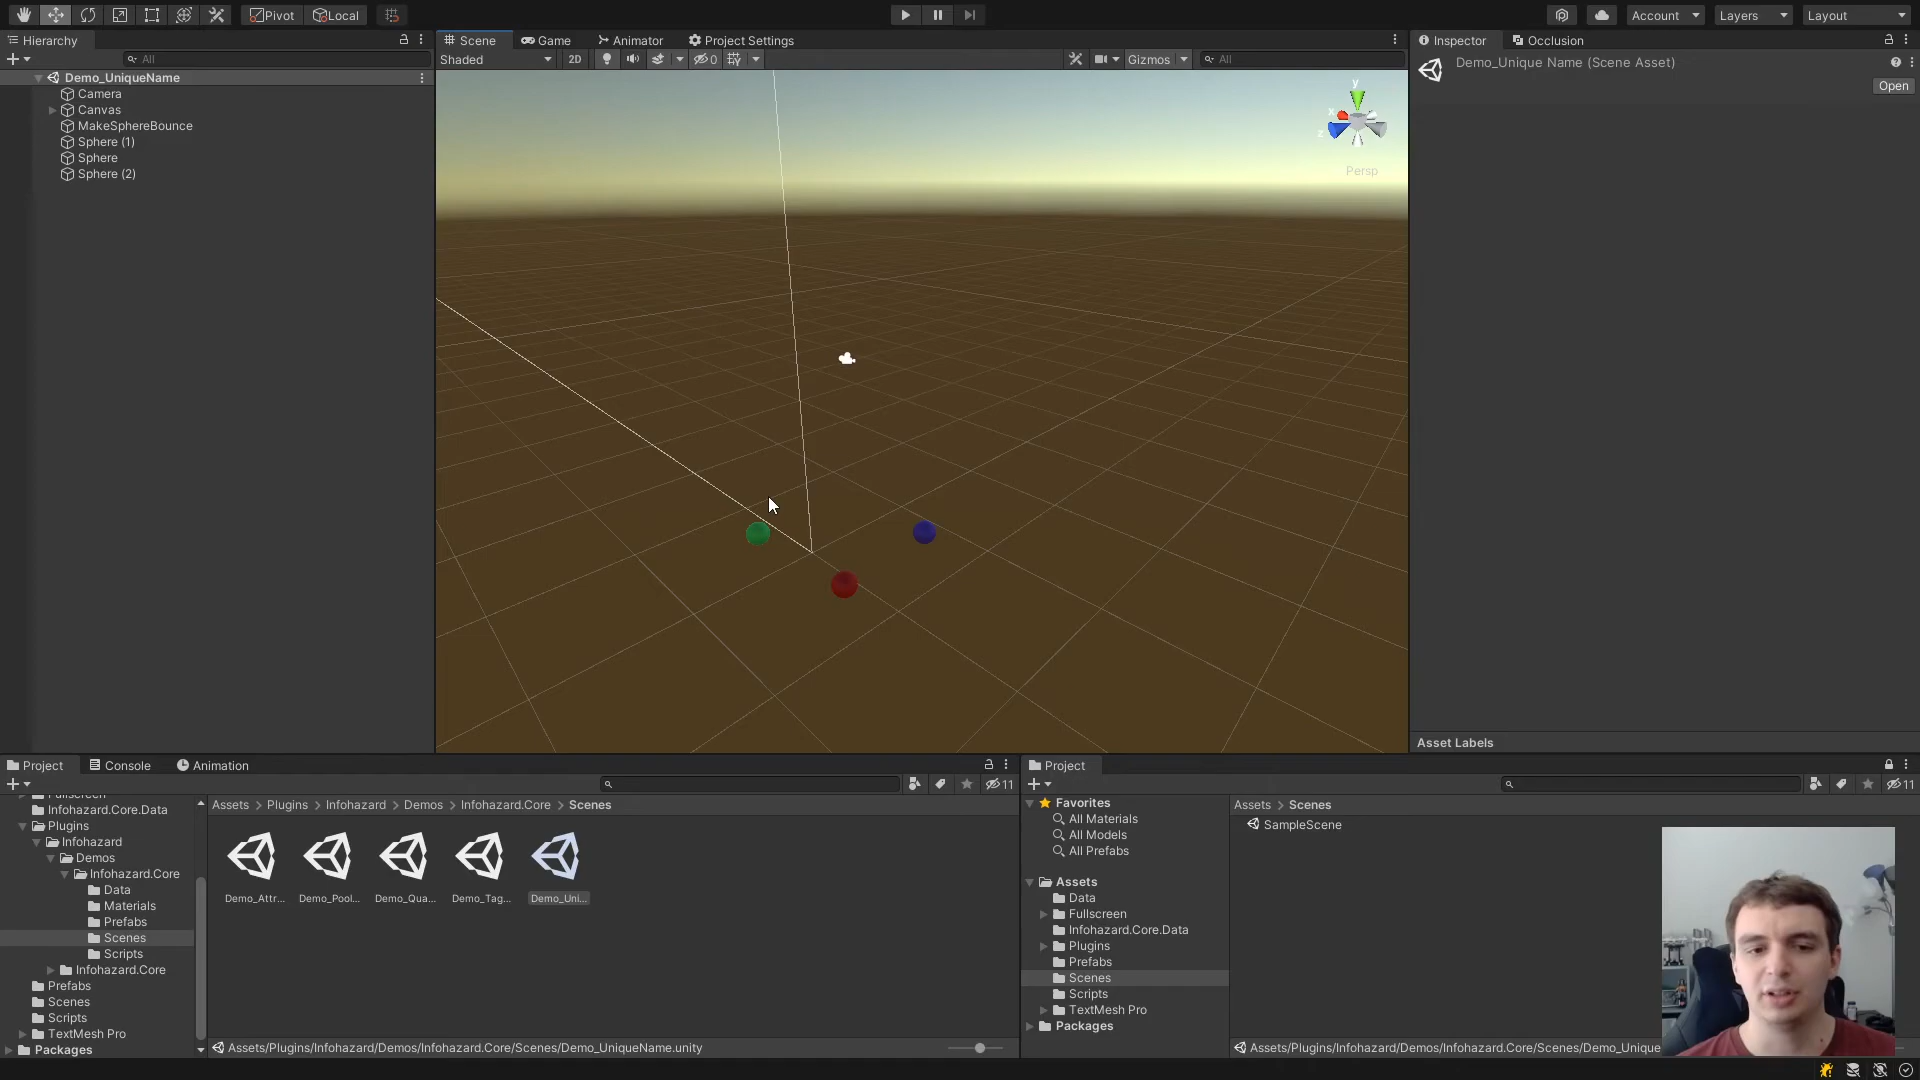 Pivot
Local
Account
Layers
Layout
Hierarchy
All
Demo_UniqueName
Camera
Canvas
MakeSphereBounce
Sphere (1)
Sphere
Sphere (2)
Scene
Game
Animator
Project Settings
Shaded
2D
0
Gizmos
All
y
x
z
Persp
Inspector
Occlusion
Demo_Unique Name (Scene Asset)
Open
Asset Labels
Project
Console
Animation
11
Infohazard.Core.Data
Plugins
Infohazard
Demos
Infohazard.Core
Data
Materials
Prefabs
Scenes
Scripts
Infohazard.Core
Prefabs
Scenes
Scripts
TextMesh Pro
Packages
Assets > Plugins > Infohazard > Demos > Infohazard.Core > Scenes
Demo_Attr...
Demo_Pool...
Demo_Qua...
Demo_Tag...
Demo_Uni...
Assets/Plugins/Infohazard/Demos/Infohazard.Core/Scenes/Demo_UniqueName.unity
Project
11
Favorites
All Materials
All Models
All Prefabs
Assets
Data
Fullscreen
Infohazard.Core.Data
Plugins
Prefabs
Scenes
Scripts
TextMesh Pro
Packages
Assets > Scenes
SampleScene
Assets/Plugins/Infohazard/Demos/Infohazard.Core/Scenes/Demo_Unique